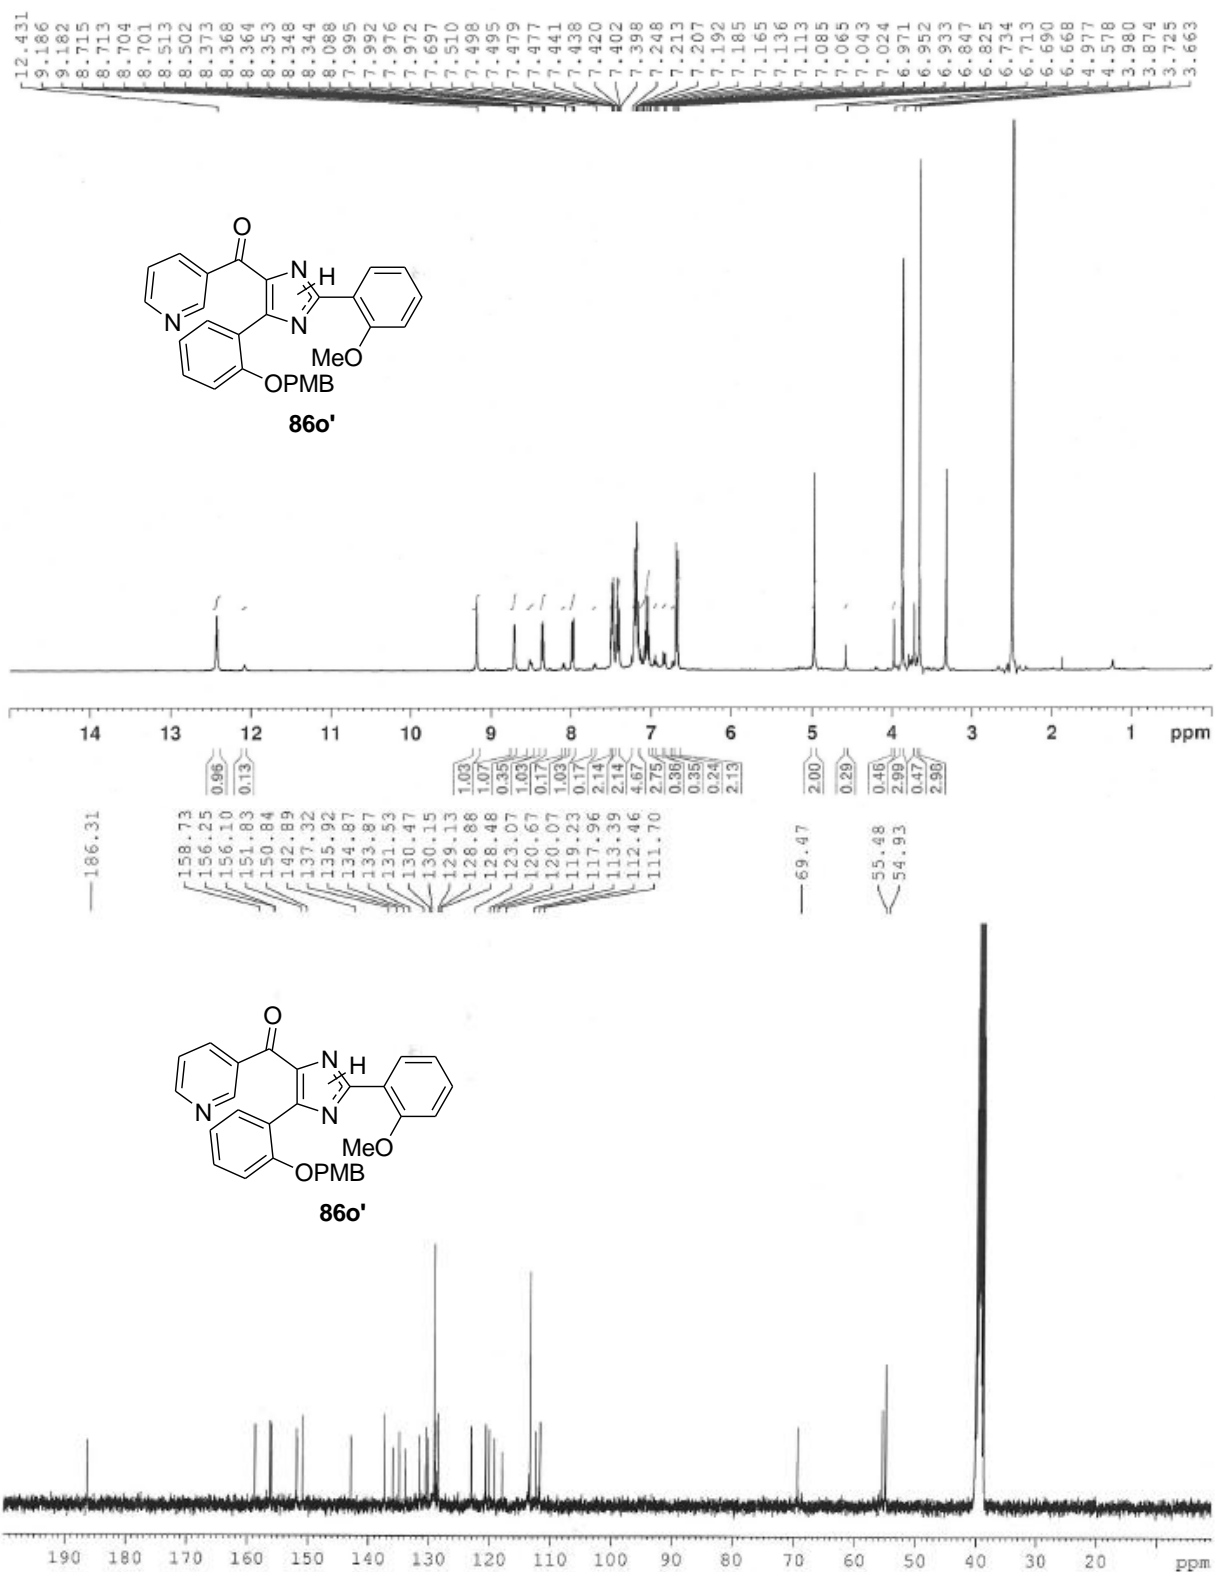 12.431 9.186 9.182 8.715 8.713 8.704 8.701 8.513 8.502 8.373 8.368 8.364 8.353 8.348 8.344 8.088 7.995 7.992 7.976 7.972 7.697 7.510 7.498 7.495 7.479 7.477 7.441 7.438 7.420 7.402 7.398 7.248 7.213 7.207 7.192 7.185 7.165 7.136 7.113 7.085 7.065 7.043 7.024 6.971 6.952 6.933 6.847 6.825 6.734 6.713 6.690 6.668 4.977 4.578 3.980 3.874 3.725 3.663
O
N
H
N
N
MeO
OPMB
86o'
14 13 12 11 10 9 8 7 6 5 4 3 2 1 ppm
0.96 0.13 1.03 1.07 0.35 1.03 0.17 1.03 0.17 2.14 2.14 4.67 2.75 0.36 0.35 0.24 2.13 2.00 0.29 0.46 2.99 0.47 2.98
186.31 158.73 156.25 156.10 151.83 150.84 142.89 137.32 135.92 134.87 133.87 131.53 130.47 130.15 129.13 128.88 128.48 123.07 120.67 120.07 119.23 117.96 113.39 112.46 111.70 69.47 55.48 54.93
O
N
H
N
N
MeO
OPMB
86o'
190 180 170 160 150 140 130 120 110 100 90 80 70 60 50 40 30 20 ppm